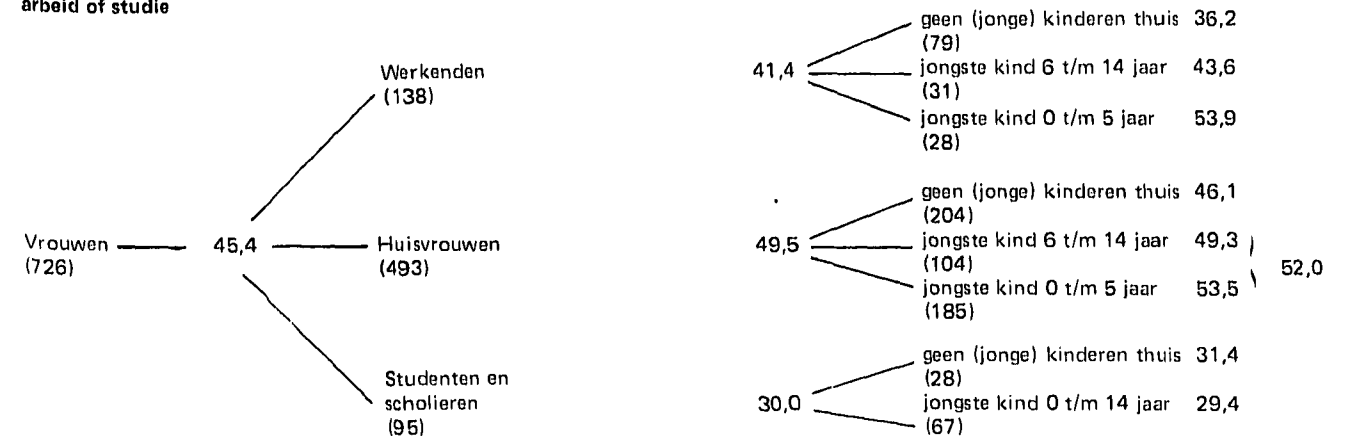 arbeid of studie
Werkenden
(138)
Vrouwen
(726)
45,4
Huisvrouwen
(493)
Studenten en
scholieren
(95)
41,4
geen (jonge) kinderen thuis 36,2
(79)
jongste kind 6 t/m 14 jaar 43,6
(31)
jongste kind 0 t/m 5 jaar 53,9
(28)
49,5
geen (jonge) kinderen thuis 46,1
(204)
jongste kind 6 t/m 14 jaar 49,3
(104)
jongste kind 0 t/m 5 jaar 53,5
(185)
52,0
30,0
geen (jonge) kinderen thuis 31,4
(28)
jongste kind 0 t/m 14 jaar 29,4
(67)